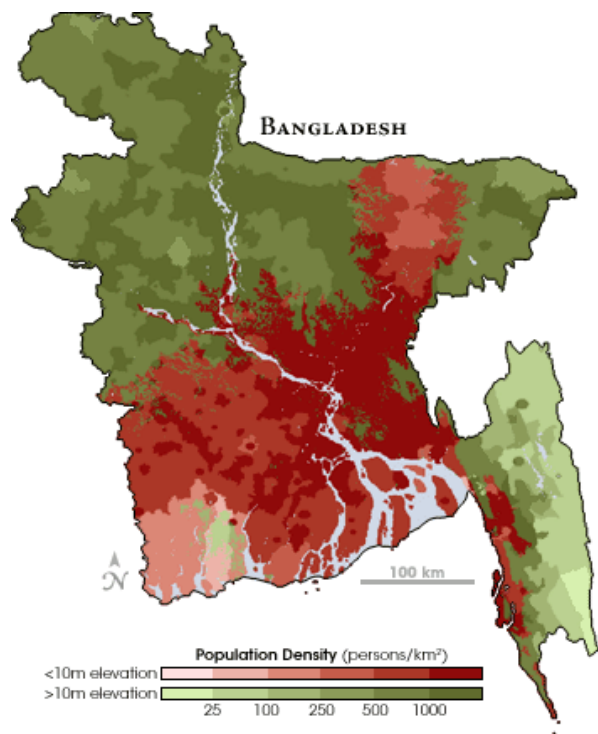 BANGLADESH
N
100 km
Population Density (persons/km²)
<10m elevation
>10m elevation
25 100 250 500 1000